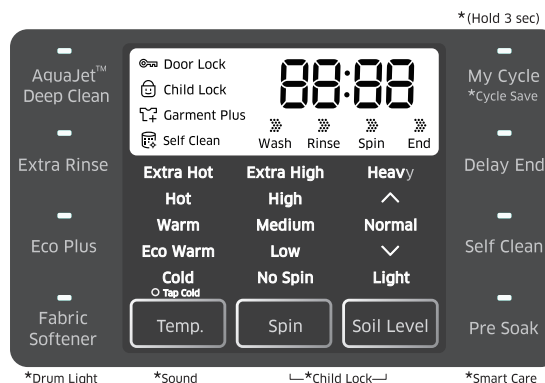 *(Hold 3 sec)
AquaJet™
Deep Clean
Extra Rinse
Eco Plus
Fabric
Softener
Door Lock
Child Lock
Garment Plus
Self Clean
88:88
Wash Rinse Spin End
Extra Hot Extra High Heavy
Hot High
Warm Medium Normal
Eco Warm Low
Cold No Spin Light
Tap Cold
Temp. Spin Soil Level
My Cycle
*Cycle Save
Delay End
Self Clean
Pre Soak
*Drum Light *Sound *Child Lock *Smart Care